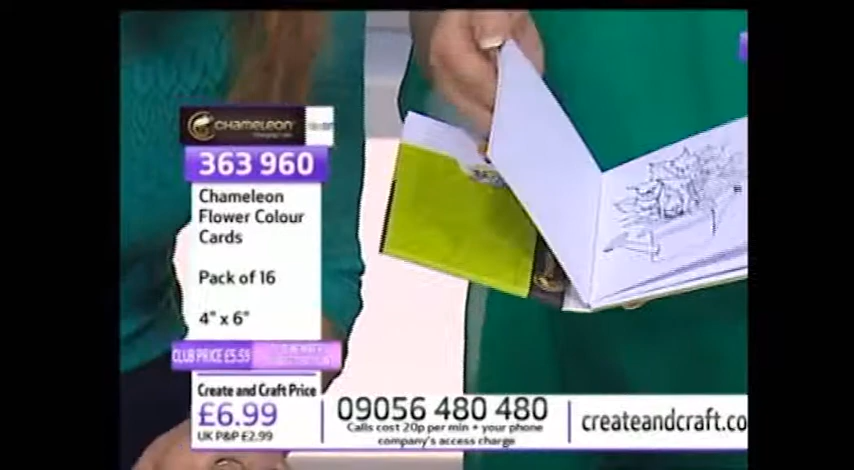 CHAMELEON
363 960
Chameleon
Flower Colour
Cards
Pack of 16
4" x 6"
CLUB PRICE £5.59
Create and Craft Price
£6.99
UK P&P £2.99
09056 480 480
Calls cost 20p per min + your phone
company's access charge
createandcraft.co